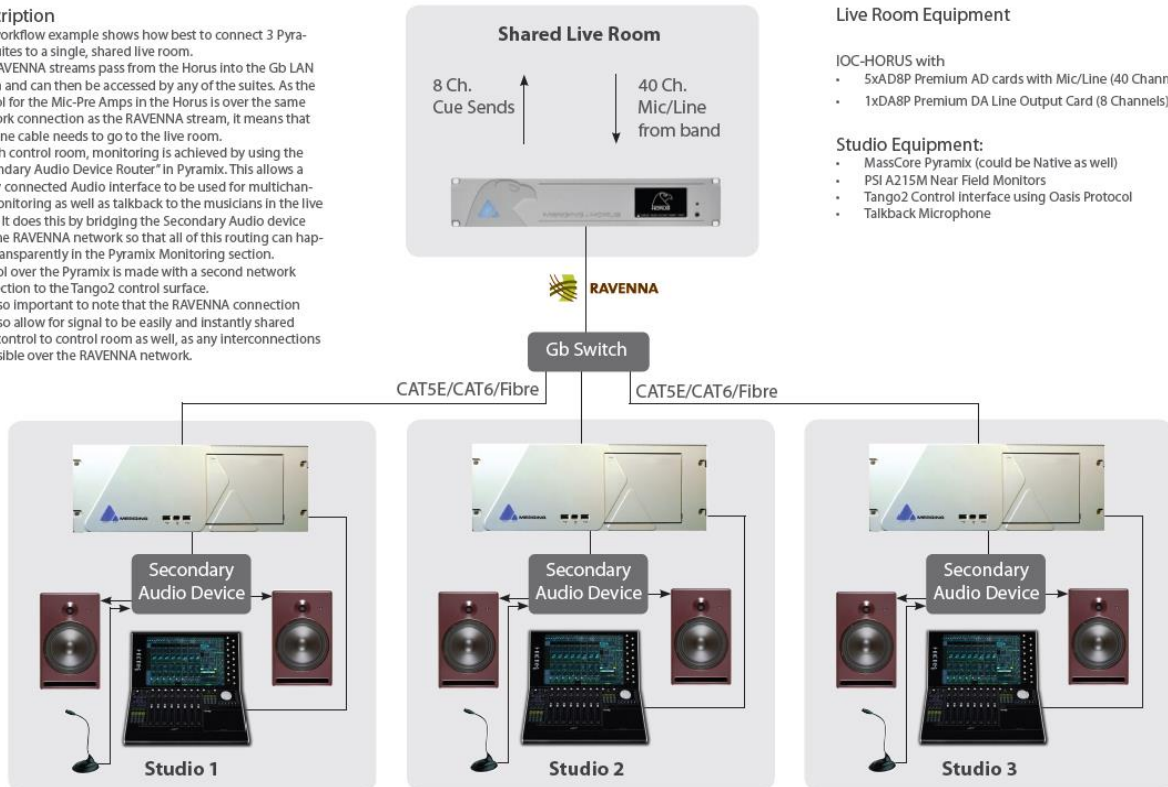 ription
orkflow example shows how best to connect 3 Pyra-
uites to a single, shared live room.
AVENNA streams pass from the Horus into the Gb LAN
n and can then be accessed by any of the suites. As the
ol for the Mic-Pre Amps in the Horus is over the same
ork connection as the RAVENNA stream, it means that
ne cable needs to go to the live room.
h control room, monitoring is achieved by using the
ndary Audio Device Router" in Pyramix. This allows a
y connected Audio interface to be used for multichan-
onitoring as well as talkback to the musicians in the live
It does this by bridging the Secondary Audio device
he RAVENNA network so that all of this routing can hap-
ansparently in the Pyramix Monitoring section.
ol over the Pyramix is made with a second network
ection to the Tango2 control surface.
so important to note that the RAVENNA connection
so allow for signal to be easily and instantly shared
control to control room as well, as any interconnections
sible over the RAVENNA network.
Shared Live Room
8 Ch.
Cue Sends
40 Ch.
Mic/Line
from band
MERGING HORUS
HORUS
RAVENNA
Live Room Equipment
IOC-HORUS with
• 5xAD8P Premium AD cards with Mic/Line (40 Chann
• 1xDA8P Premium DA Line Output Card (8 Channels)
Studio Equipment:
• MassCore Pyramix (could be Native as well)
• PSI A215M Near Field Monitors
• Tango2 Control interface using Oasis Protocol
• Talkback Microphone
Gb Switch
CAT5E/CAT6/Fibre
CAT5E/CAT6/Fibre
MERGING
MERGING
MERGING
Secondary
Audio Device
Secondary
Audio Device
Secondary
Audio Device
Studio 1
Studio 2
Studio 3